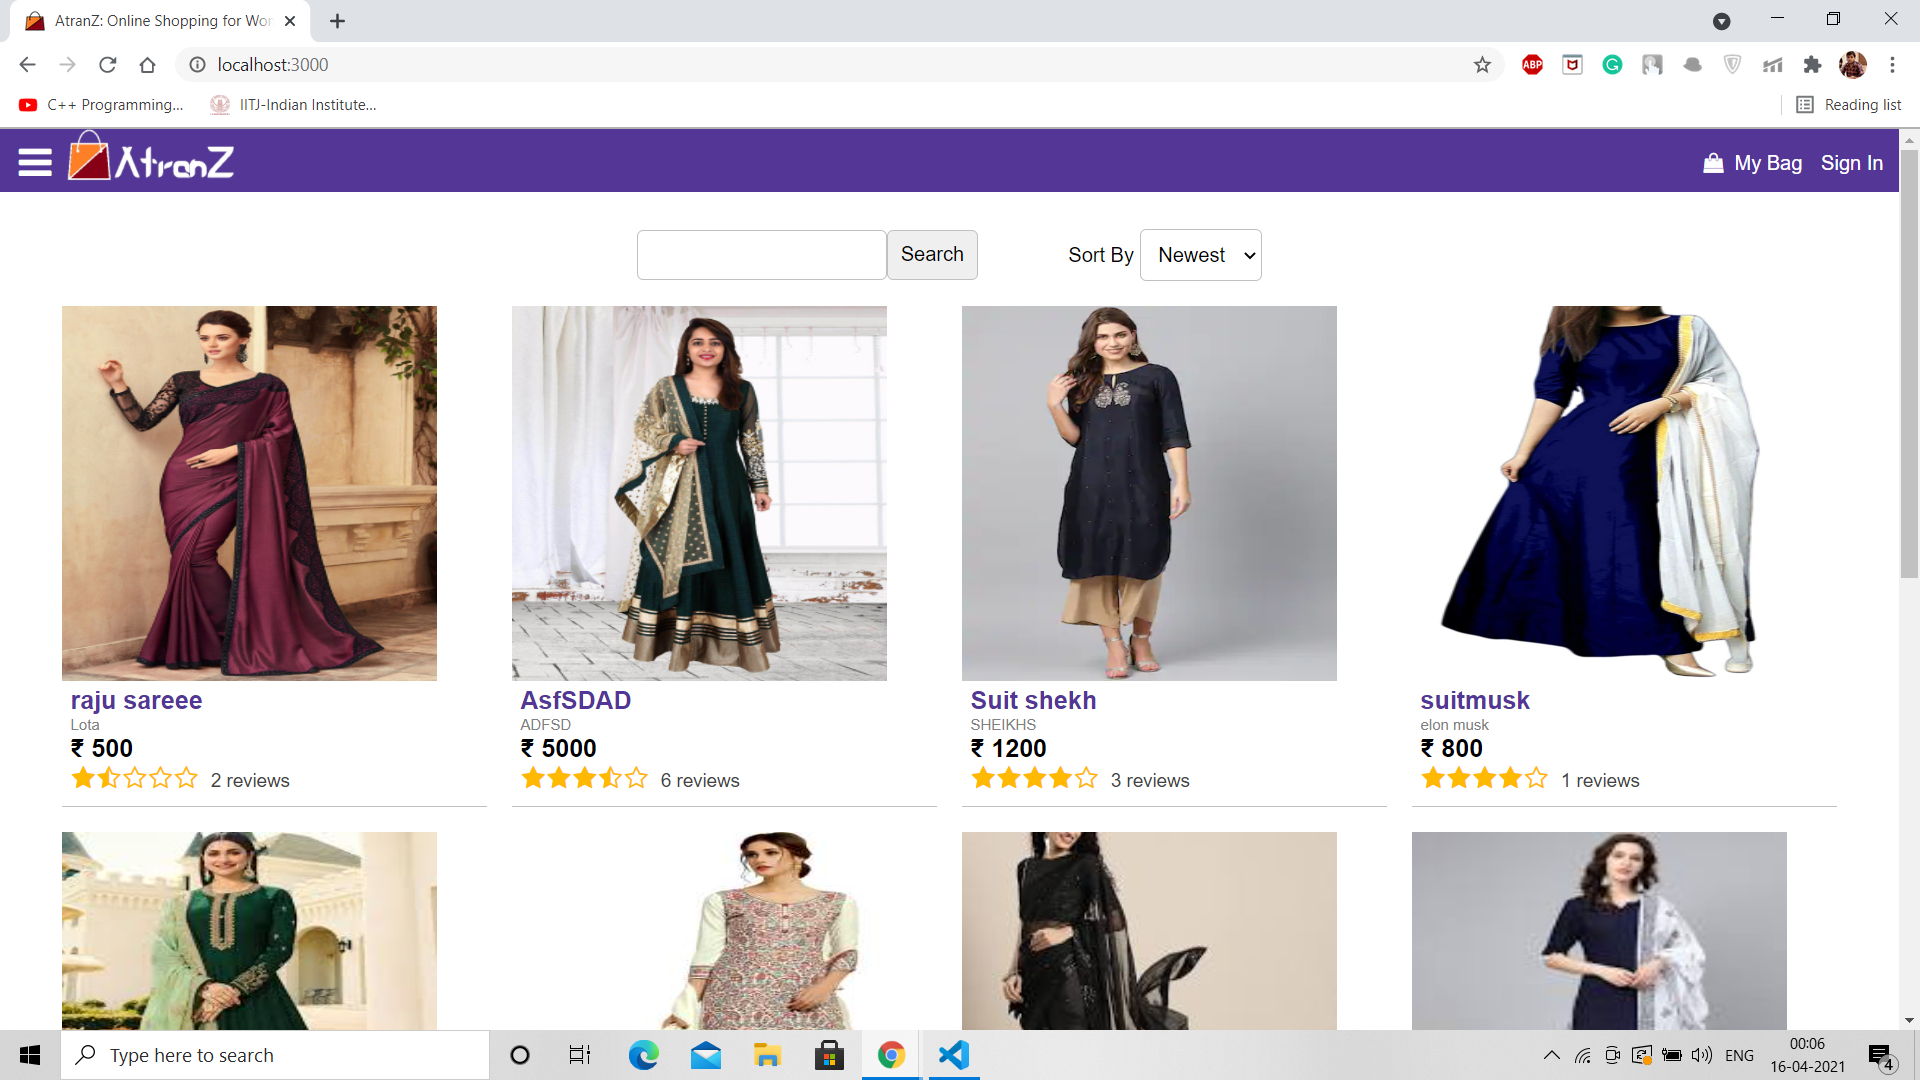 AtranZ: Online Shopping for Wor
localhost:3000
ABP
C++ Programming...
IITJ-Indian Institute...
Reading list
AtranZ
My Bag
Sign In
Search
Sort By
Newest
raju sareee
Lota
₹ 500
2 reviews
AsfSDAD
ADFSD
₹ 5000
6 reviews
Suit shekh
SHEIKHS
₹ 1200
3 reviews
suitmusk
elon musk
₹ 800
1 reviews
Type here to search
ENG
00:06
16-04-2021
4